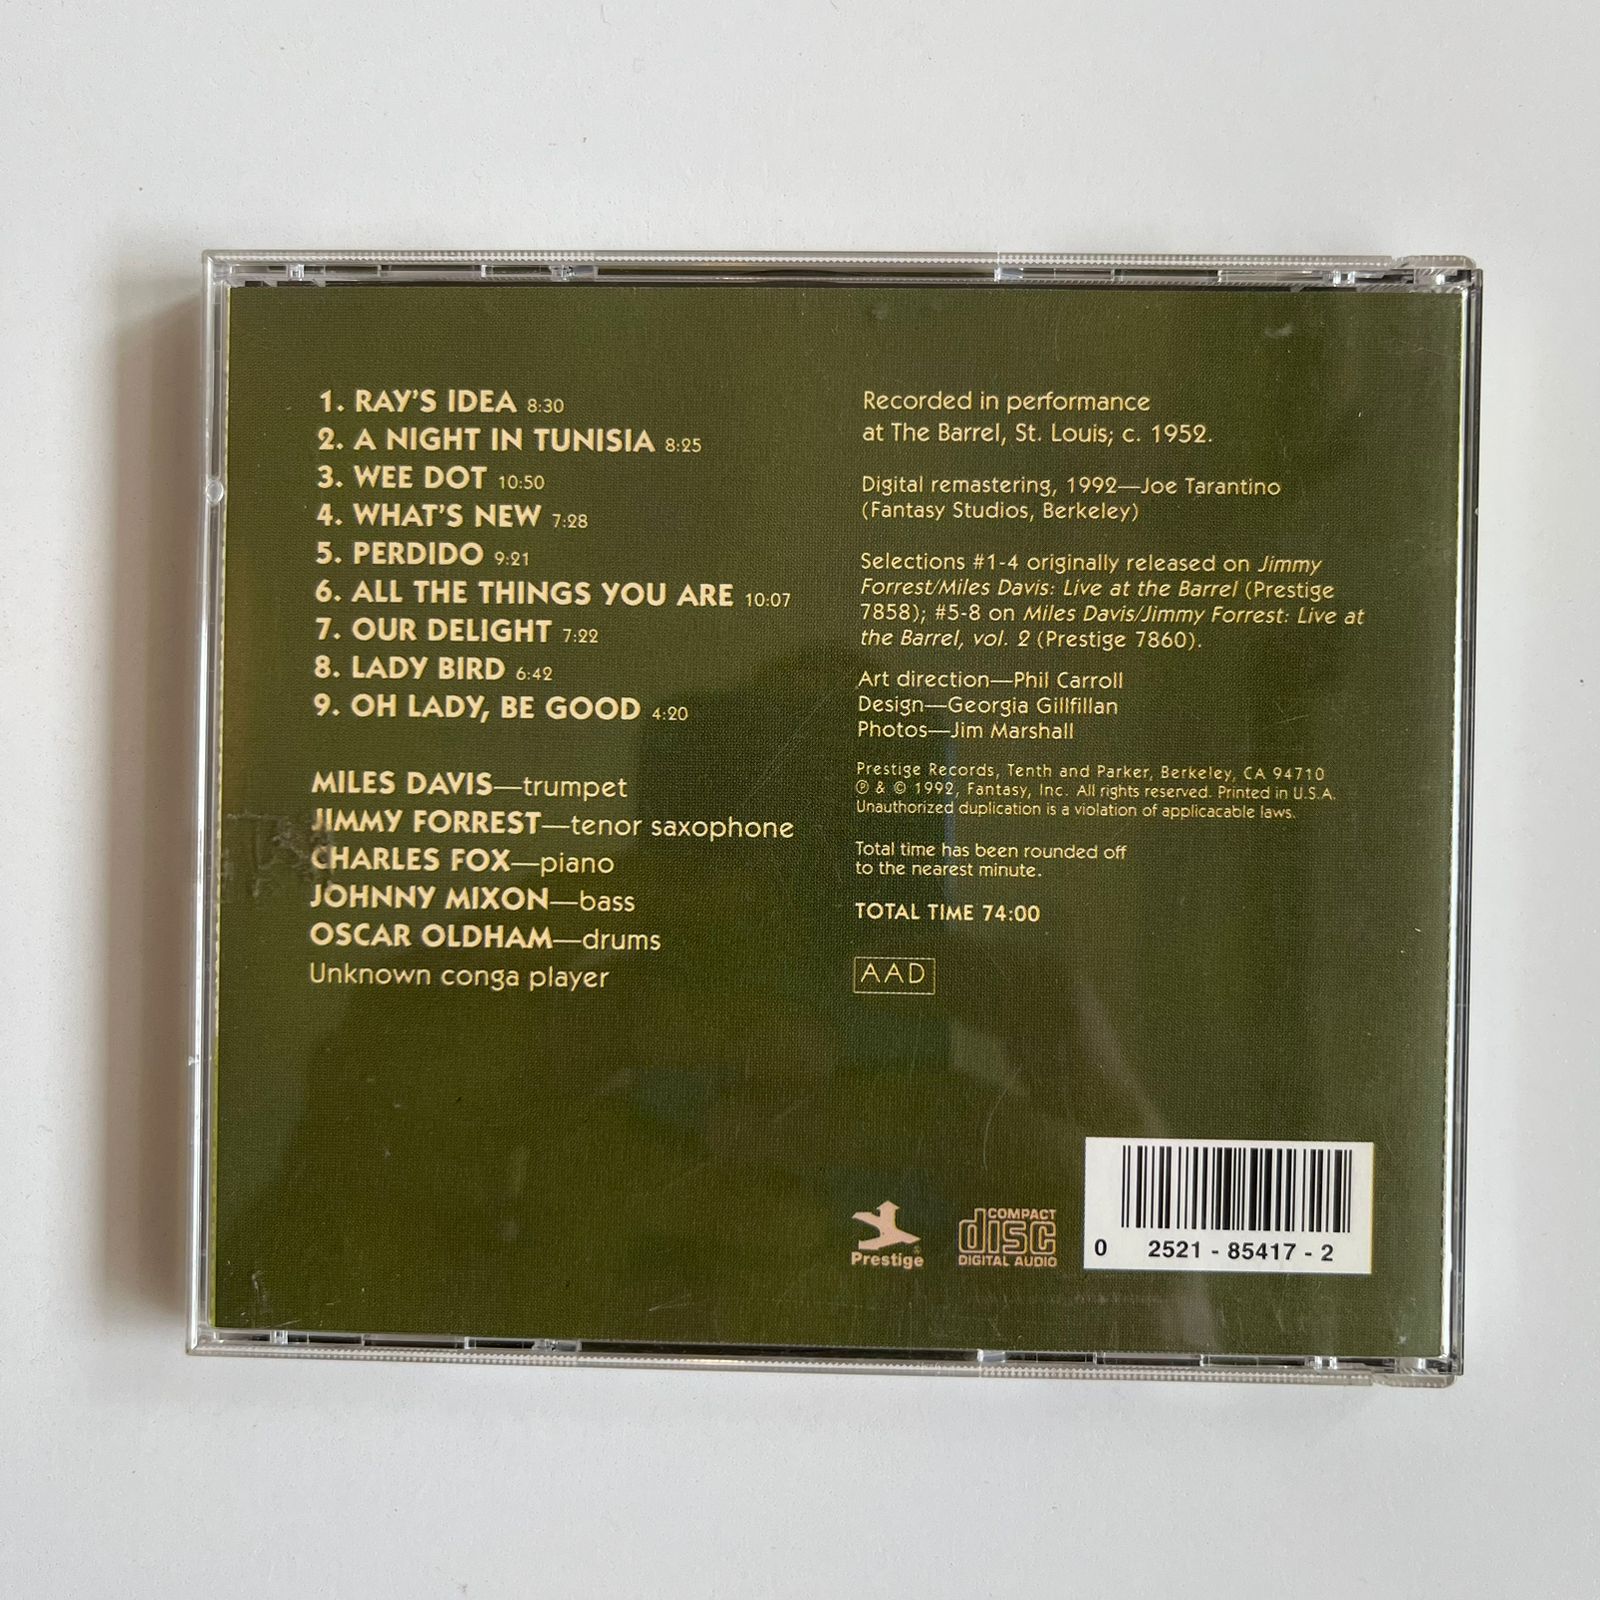 1. RAY'S IDEA 8:30
2. A NIGHT IN TUNISIA 8:25
3. WEE DOT 10:50
4. WHAT'S NEW 7:28
5. PERDIDO 9:21
6. ALL THE THINGS YOU ARE 10:07
7. OUR DELIGHT 7:22
8. LADY BIRD 6:42
9. OH LADY, BE GOOD 4:20
MILES DAVIS—trumpet
JIMMY FORREST—tenor saxophone
CHARLES FOX—piano
JOHNNY MIXON—bass
OSCAR OLDHAM—drums
Unknown conga player
Recorded in performance
at The Barrel, St. Louis; c. 1952.
Digital remastering, 1992—Joe Tarantino
(Fantasy Studios, Berkeley)
Selections #1-4 originally released on Jimmy
Forrest/Miles Davis: Live at the Barrel (Prestige
7858); #5-8 on Miles Davis/Jimmy Forrest: Live at
the Barrel, vol. 2 (Prestige 7860).
Art direction—Phil Carroll
Design—Georgia Gillfillan
Photos—Jim Marshall
Prestige Records, Tenth and Parker, Berkeley, CA 94710
℗ & © 1992, Fantasy, Inc. All rights reserved. Printed in U.S.A.
Unauthorized duplication is a violation of applicacable laws.
Total time has been rounded off
to the nearest minute.
TOTAL TIME 74:00
AAD
Prestige®
COMPACT
disc
DIGITAL AUDIO
0 2521 - 85417 - 2